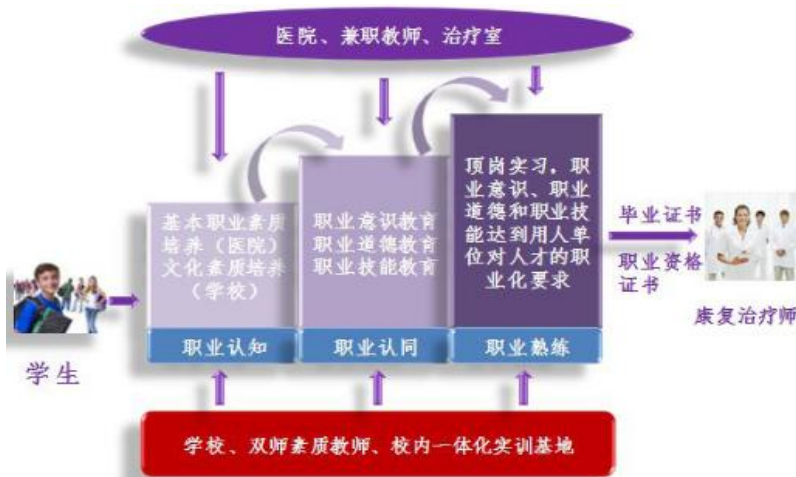 医院、兼职教师、治疗室
基本职业素质
培养（医院）
文化素质培养
（学校）
职业意识教育
职业道德教育
职业技能教育
顶岗实习，职
业意识、职业
道德和职业技
能达到用人单
位对人才的职
业化要求
毕业证书
职业资格
证书
康复治疗师
学生
职业认知
职业认同
职业熟练
学校、双师素质教师、校内一体化实训基地